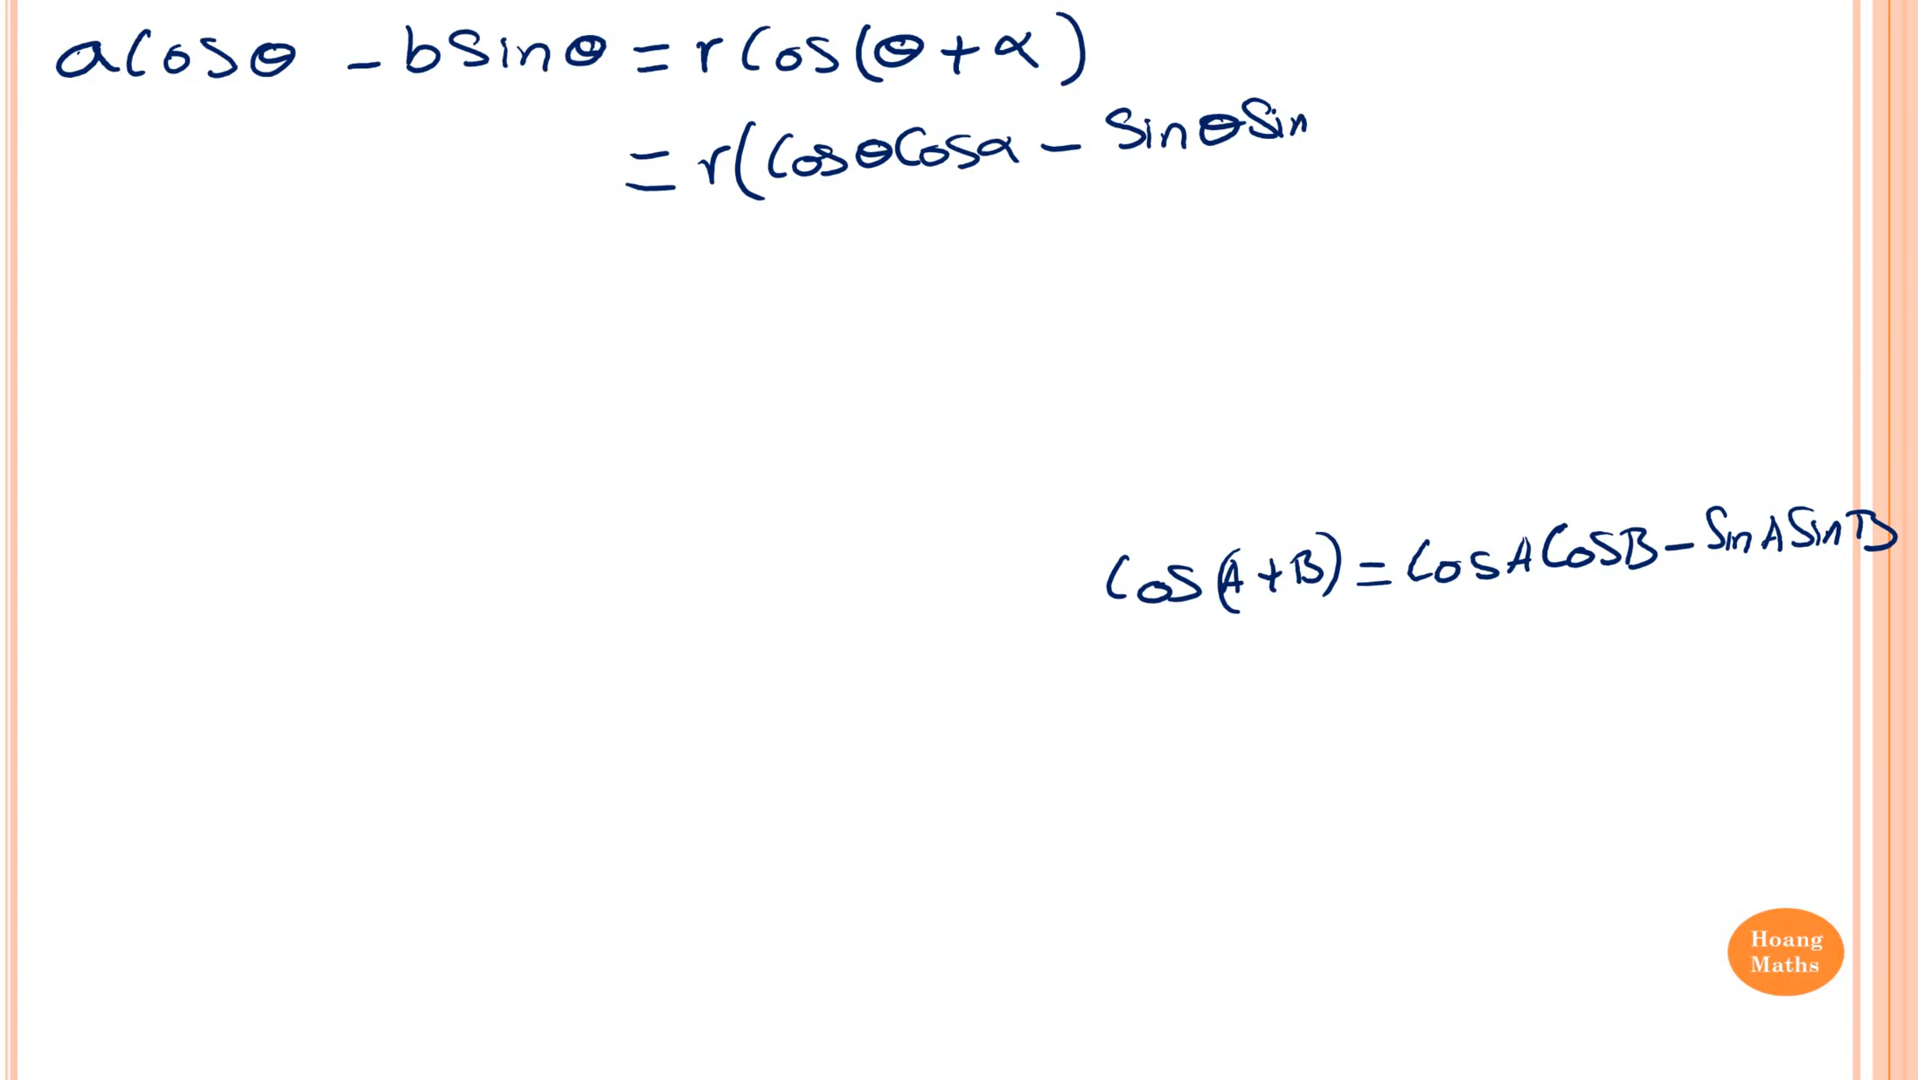 acosθ - bsinθ = rcos(θ+α)
= r(cosθcosα - sinθsin
cos(A+B) = cosAcosB - sinAsinB
Hoang
Maths